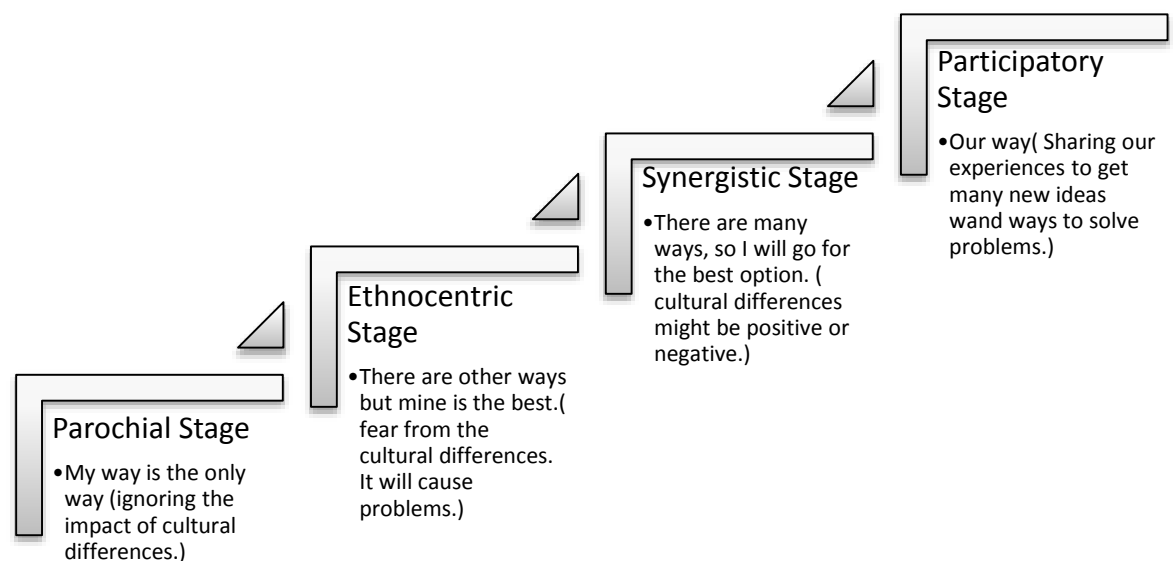 Parochial Stage
•My way is the only
way (ignoring the
impact of cultural
differences.)
Ethnocentric
Stage
•There are other ways
but mine is the best.(
fear from the
cultural differences.
It will cause
problems.)
Synergistic Stage
•There are many
ways, so I will go for
the best option. (
cultural differences
might be positive or
negative.)
Participatory
Stage
•Our way( Sharing our
experiences to get
many new ideas
wand ways to solve
problems.)